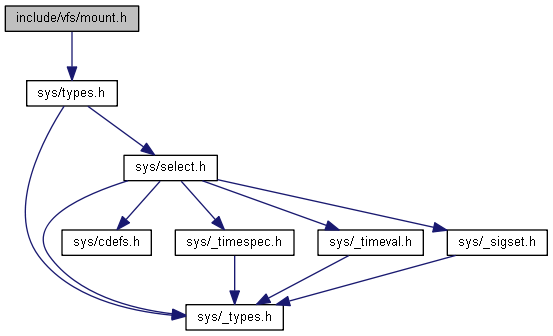 include/vfs/mount.h
sys/types.h
sys/select.h
sys/cdefs.h
sys/_timespec.h
sys/_timeval.h
sys/_sigset.h
sys/_types.h